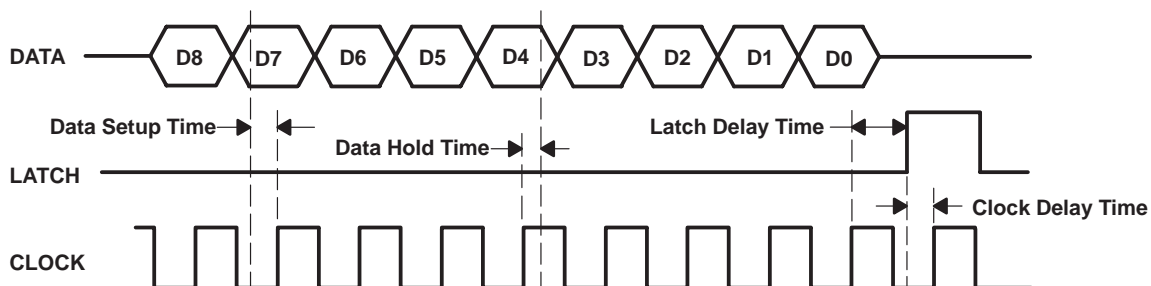 DATA D8 D7 D6 D5 D4 D3 D2 D1 D0
Data Setup Time Latch Delay Time
Data Hold Time
LATCH
Clock Delay Time
CLOCK